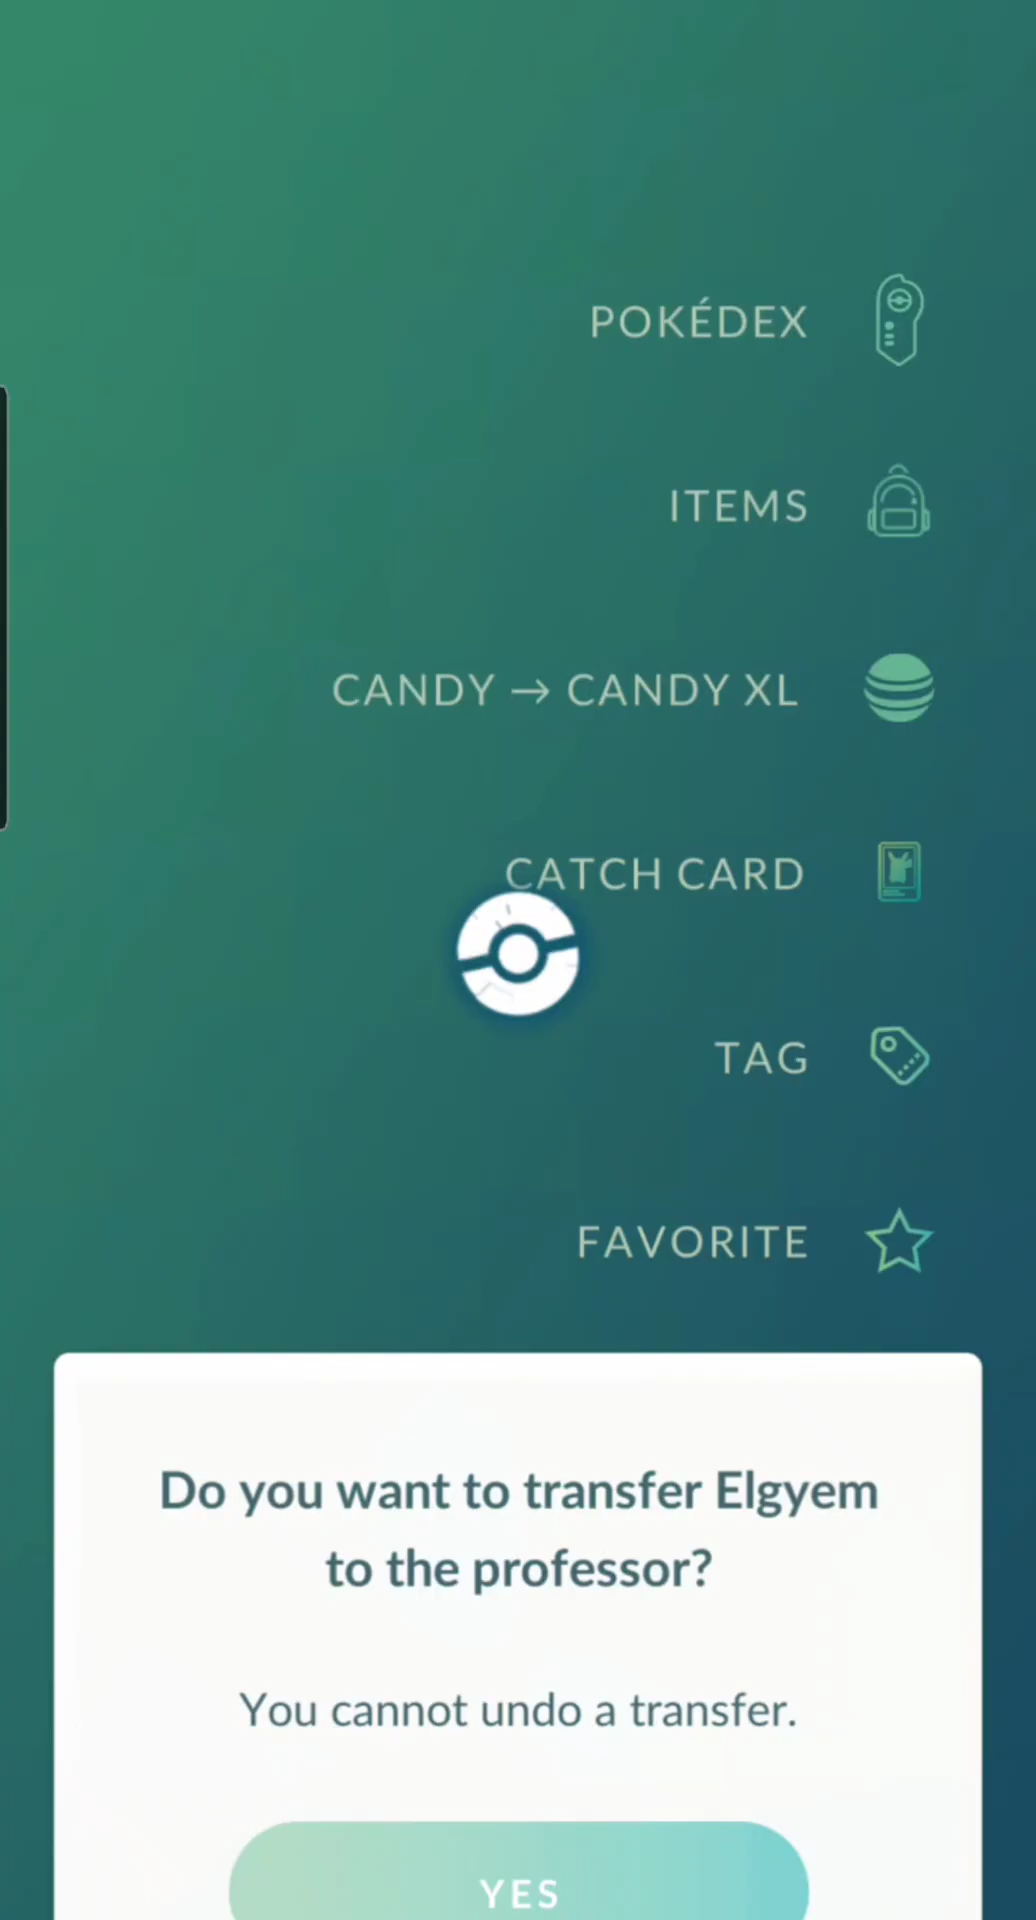 POKÉDEX
ITEMS
CANDY → CANDY XL
CATCH CARD
TAG
FAVORITE
Do you want to transfer Elgyem
to the professor?
You cannot undo a transfer.
YES